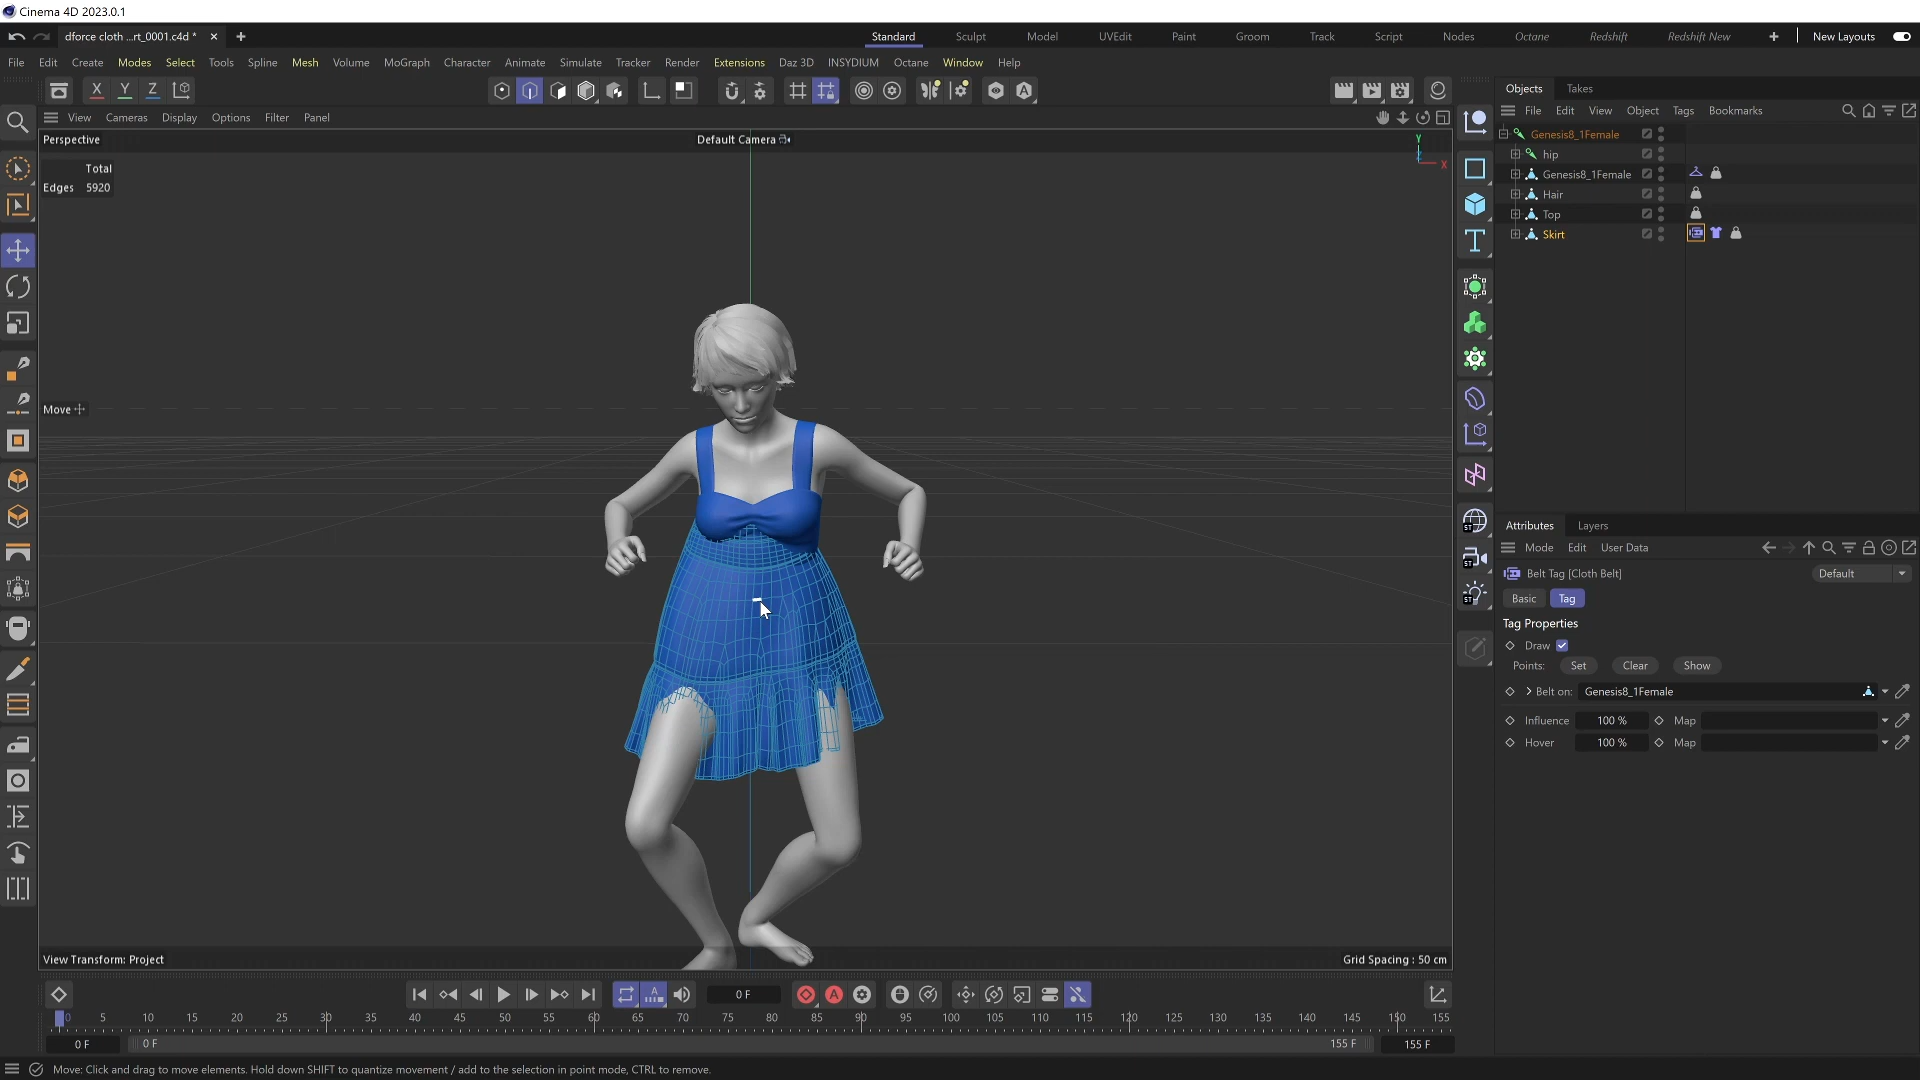 Cinema 4D 2023.0.1
dforce cloth ...rt_0001.c4d *
Standard Sculpt Model UVEdit Paint Groom Track Script Nodes Octane Redshift Redshift New New Layouts
File Edit Create Modes Select Tools Spline Mesh Volume MoGraph Character Animate Simulate Tracker Render Extensions Daz 3D INSYDIUM Octane Window Help
X Y Z
Objects Takes
View Cameras Display Options Filter Panel
File Edit View Object Tags Bookmarks
Perspective
Default Camera
Y
Z
X
Total
Edges 5920
Genesis8_1Female
hip
Genesis8_1Female
Hair
Top
Skirt
Move
Attributes Layers
Mode Edit User Data
Belt Tag [Cloth Belt]
Default
Basic Tag
Tag Properties
Draw
Points: Set Clear Show
Belt on: Genesis8_1Female
Influence 100 % Map
Hover 100 % Map
ST
ST
ST
View Transform: Project
Grid Spacing : 50 cm
0 F
0 5 10 15 20 25 30 35 40 45 50 55 60 65 70 75 80 85 90 95 100 105 110 115 120 125 130 135 140 145 150 155
0 F 0 F 155 F 155 F
Move: Click and drag to move elements. Hold down SHIFT to quantize movement / add to the selection in point mode, CTRL to remove.